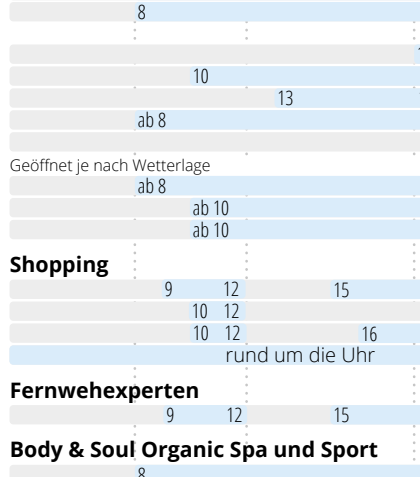 8
10
13
ab 8
Geöffnet je nach Wetterlage
ab 8
ab 10
ab 10
Shopping
9 12 15
10 12
10 12 16
rund um die Uhr
Fernwehexperten
9 12 15
Body & Soul Organic Spa und Sport
8